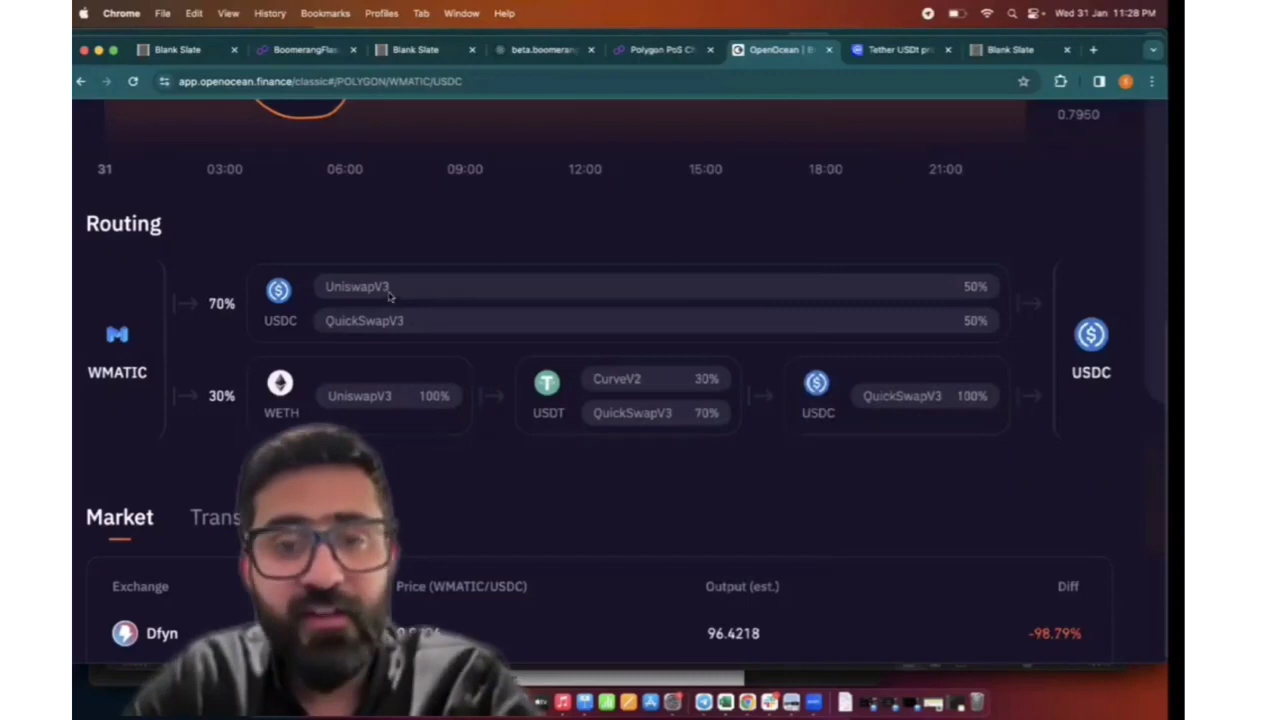 Chrome File Edit View History Bookmarks Profiles Tab Window Help Wed 31 Jan 11:28 PM
Blank Slate BoomerangFlas Blank Slate beta.boomerang Polygon PoS Ch OpenOcean | B Tether USDt pri Blank Slate
app.openocean.finance/classic#/POLYGON/WMATIC/USDC
0.7950
31 03:00 06:00 09:00 12:00 15:00 18:00 21:00
Routing
WMATIC
70%
USDC
UniswapV3 50%
QuickSwapV3 50%
30%
WETH
UniswapV3 100%
USDT
CurveV2 30%
QuickSwapV3 70%
USDC
QuickSwapV3 100%
USDC
Market Trans
Exchange Price (WMATIC/USDC) Output (est.) Diff
Dfyn 96.4218 -98.79%